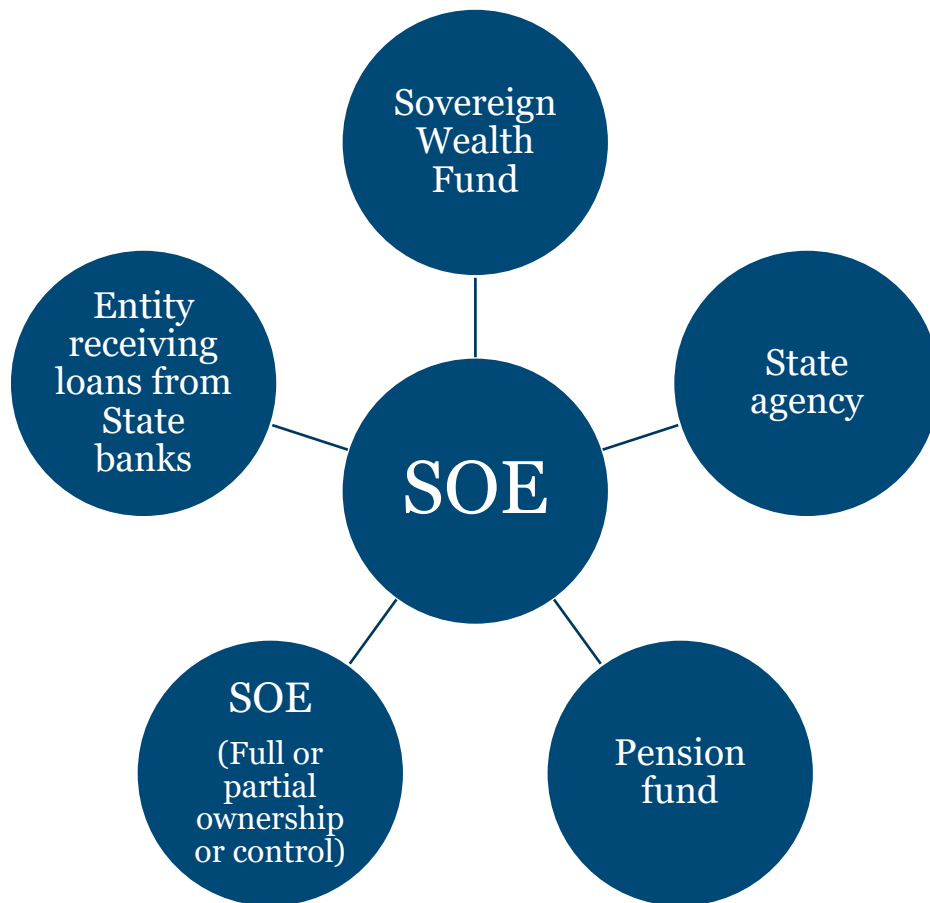 Sovereign
Wealth
Fund
Entity
receiving
loans from
State
banks
State
agency
SOE
SOE
(Full or
partial
ownership
or control)
Pension
fund